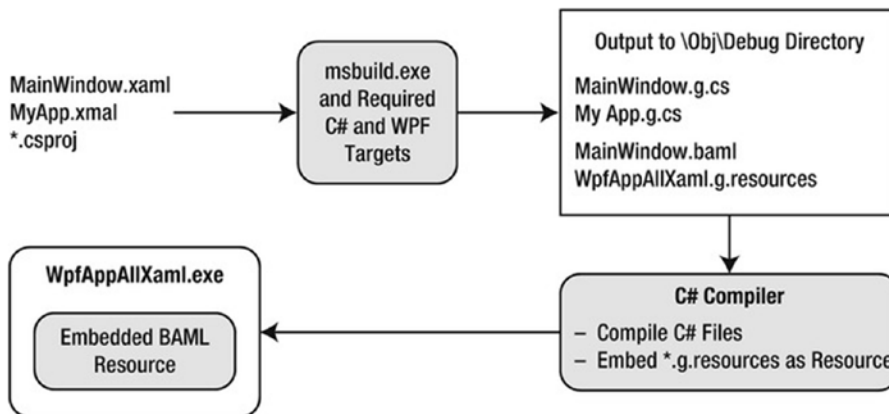 MainWindow.xaml
MyApp.xmal
*.csproj
msbuild.exe
and Required
C# and WPF
Targets
Output to \Obj\Debug Directory
MainWindow.g.cs
My App.g.cs
MainWindow.baml
WpfAppAllXaml.g.resources
C# Compiler
– Compile C# Files
– Embed *.g.resources as Resource
WpfAppAllXaml.exe
Embedded BAML
Resource